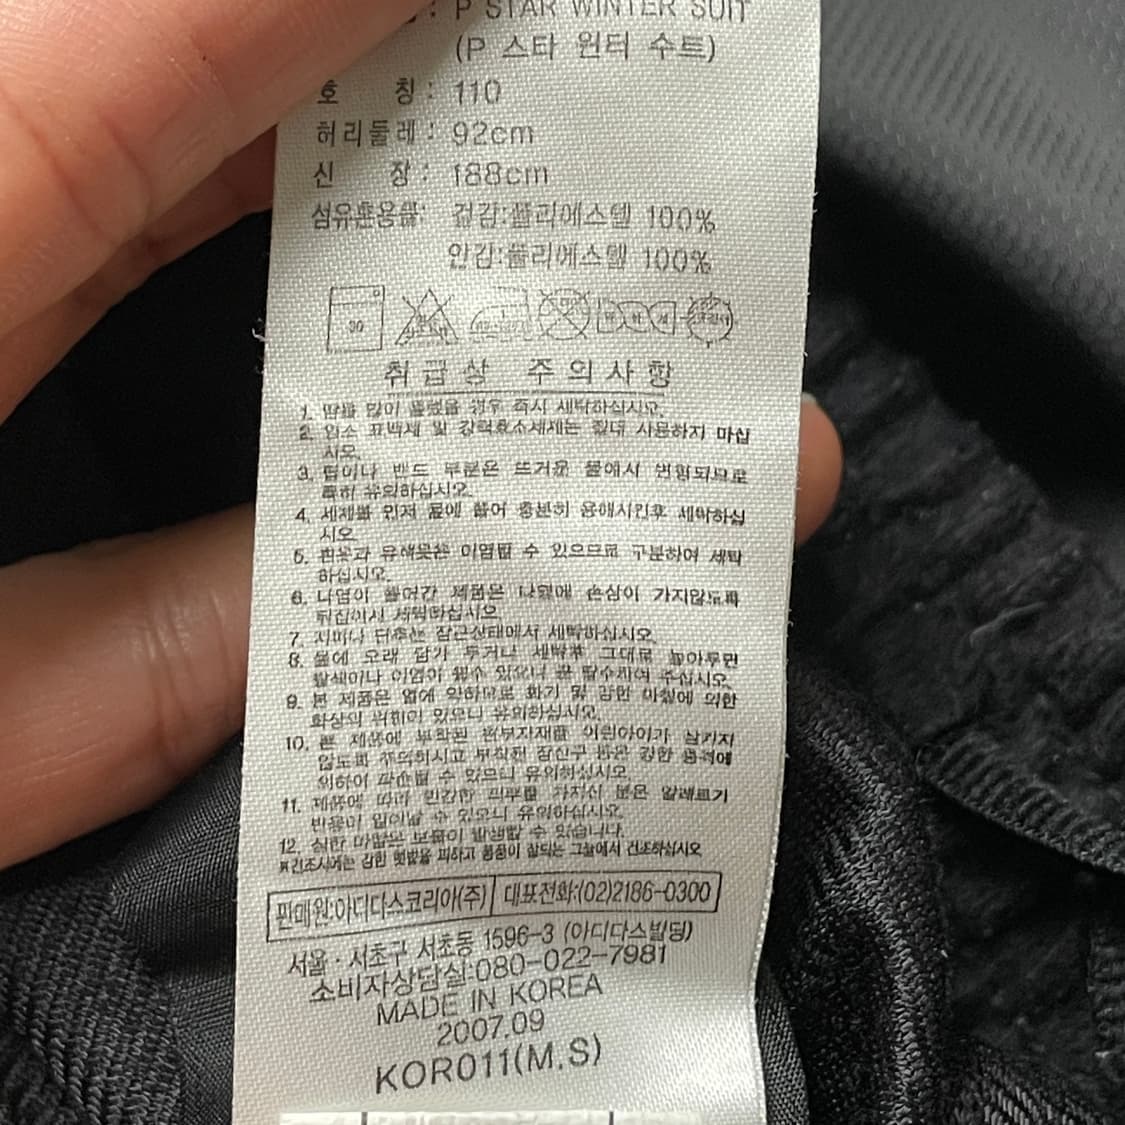 : P STAR WINTER SUIT
(P 스타 윈터 수트)
호 칭 : 110
허리둘레 : 92cm
신 장 : 188cm
섬유혼용률: 겉감:폴리에스텔 100%
안감:폴리에스텔 100%
30
취급상 주의사항
1. 땀을 많이 흘렸을 경우 즉시 세탁하십시오.
2. 염소 표백제 및 강력효소세제는 절대 사용하지 마십
시오.
3. 립이나 밴드 부분은 뜨거운 물에서 변형되므로
특히 유의하십시오.
4. 세제를 먼저 물에 풀어 충분히 용해시킨후 세탁하십
시오.
5. 흰옷과 유색옷은 이염될 수 있으므로 구분하여 세탁
하십시오.
6. 나염이 들어간 제품은 나염에 손상이 가지않도록
뒤집어서 세탁하십시오.
7. 지퍼나 단추는 잠근상태에서 세탁하십시오.
8. 물에 오래 담가 두거나 세탁후 그대로 놓아두면
탈색이나 이염이 될수 있으니 곧 탈수하여 주십시오.
9. 본 제품은 열에 약하므로 화기 및 강한 마찰에 의한
화상의 위험이 있으니 유의하십시오.
10. 본 제품에 부착된 원부자재를 어린아이가 삼키지
않도록 주의하시고 부착된 장신구 등은 강한 충격에
의하여 파손될 수 있으니 유의하십시오.
11. 제품에 따라 민감한 피부를 가지신 분은 알레르기
반응이 일어날 수 있으니 유의하십시오.
12. 심한 마찰은 보풀이 발생할 수 있습니다.
※건조시에는 강한 햇빛을 피하고 통풍이 잘되는 그늘에서 건조하십시오
판매원:아디다스코리아(주) 대표전화:(02)2186-0300
서울·서초구 서초동 1596-3 (아디다스빌딩)
소비자상담실:080-022-7981
MADE IN KOREA
2007.09
KOR011(M.S)